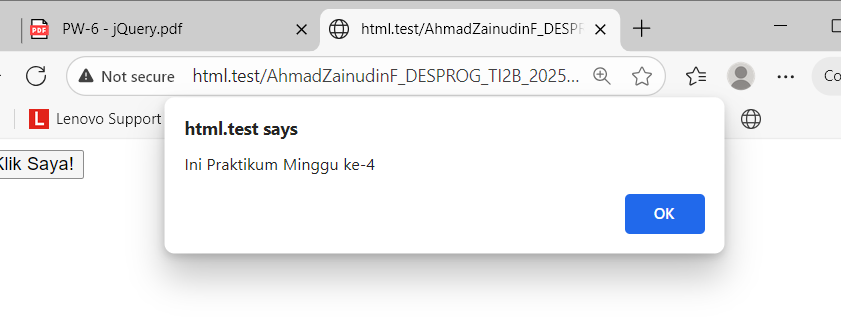 PW-6 - jQuery.pdf
html.test/AhmadZainudinF_DESPR
Not secure html.test/AhmadZainudinF_DESPROG_TI2B_2025...
Co
L Lenovo Support
html.test says
Ini Praktikum Minggu ke-4
OK
Klik Saya!